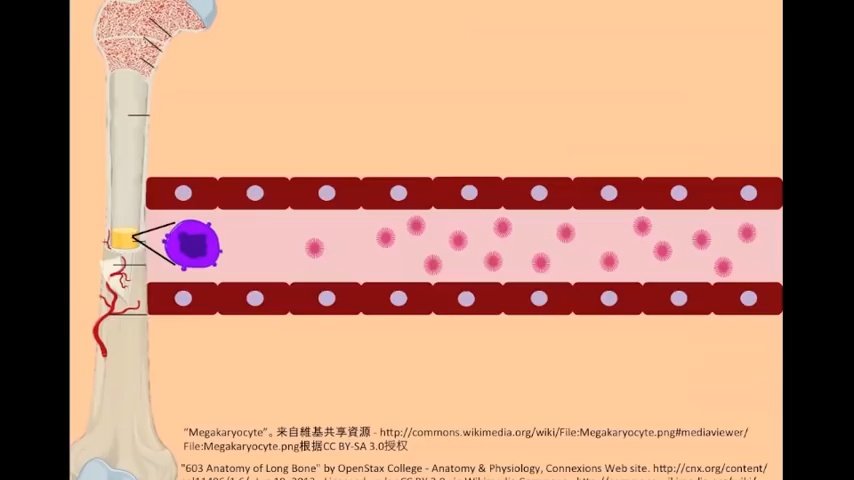 "Megakaryocyte"。來自維基共享資源 - http://commons.wikimedia.org/wiki/File:Megakaryocyte.png#mediaviewer/
File:Megakaryocyte.png根据CC BY-SA 3.0授权
"603 Anatomy of Long Bone" by OpenStax College - Anatomy & Physiology, Connexions Web site. http://cnx.org/content/